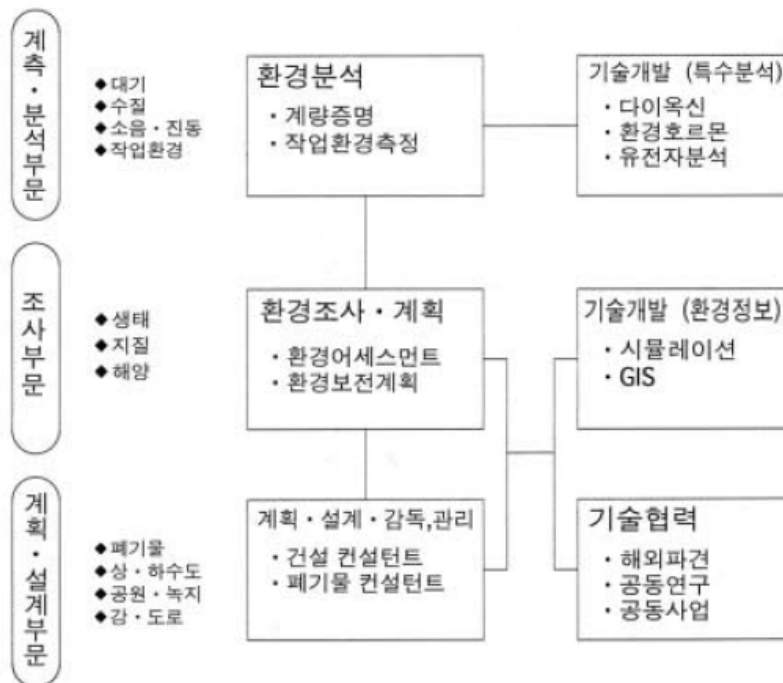 계측・분석부문
◆대기
◆수질
◆소음・진동
◆작업환경
환경분석
・계량증명
・작업환경측정
기술개발 (특수분석)
・다이옥신
・환경호르몬
・유전자분석
조사부문
◆생태
◆지질
◆해양
환경조사・계획
・환경어세스먼트
・환경보전계획
기술개발 (환경정보)
・시뮬레이션
・GIS
계획・설계부문
◆폐기물
◆상・하수도
◆공원・녹지
◆강・도로
계획・설계・감독,관리
・건설 컨설턴트
・폐기물 컨설턴트
기술협력
・해외파견
・공동연구
・공동사업